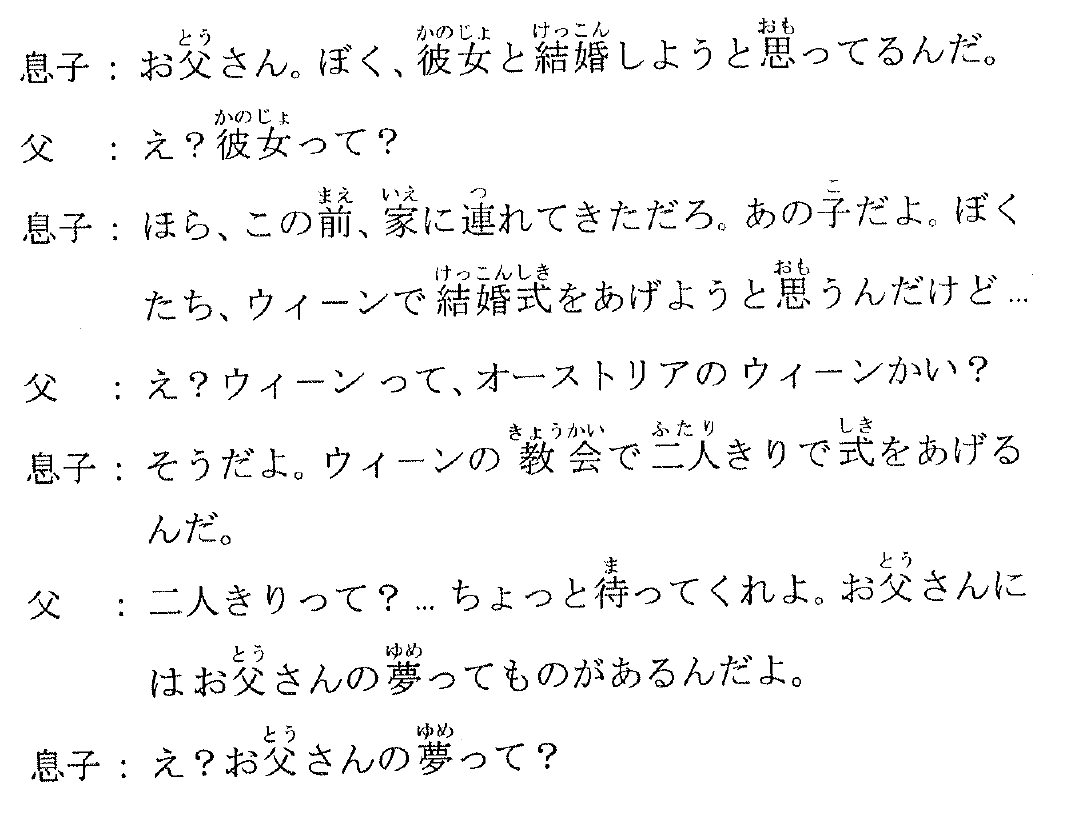 息子：お父さん。ぼく、彼女と結婚しようと思ってるんだ。
父　：え？彼女って？
息子：ほら、この前、家に連れてきただろ。あの子だよ。ぼく
たち、ウィーンで結婚式をあげようと思うんだけど…
父　：え？ウィーンって、オーストリアのウィーンかい？
息子：そうだよ。ウィーンの教会で二人きりで式をあげる
んだ。
父　：二人きりって？…ちょっと待ってくれよ。お父さんに
はお父さんの夢ってものがあるんだよ。
息子：え？お父さんの夢って？